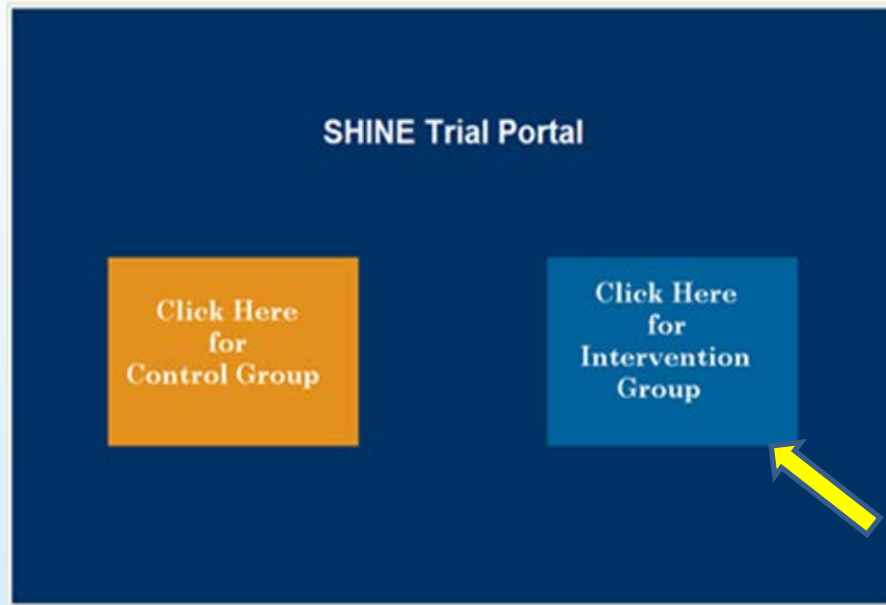 SHINE Trial Portal
Click Here
for
Control Group
Click Here
for
Intervention
Group